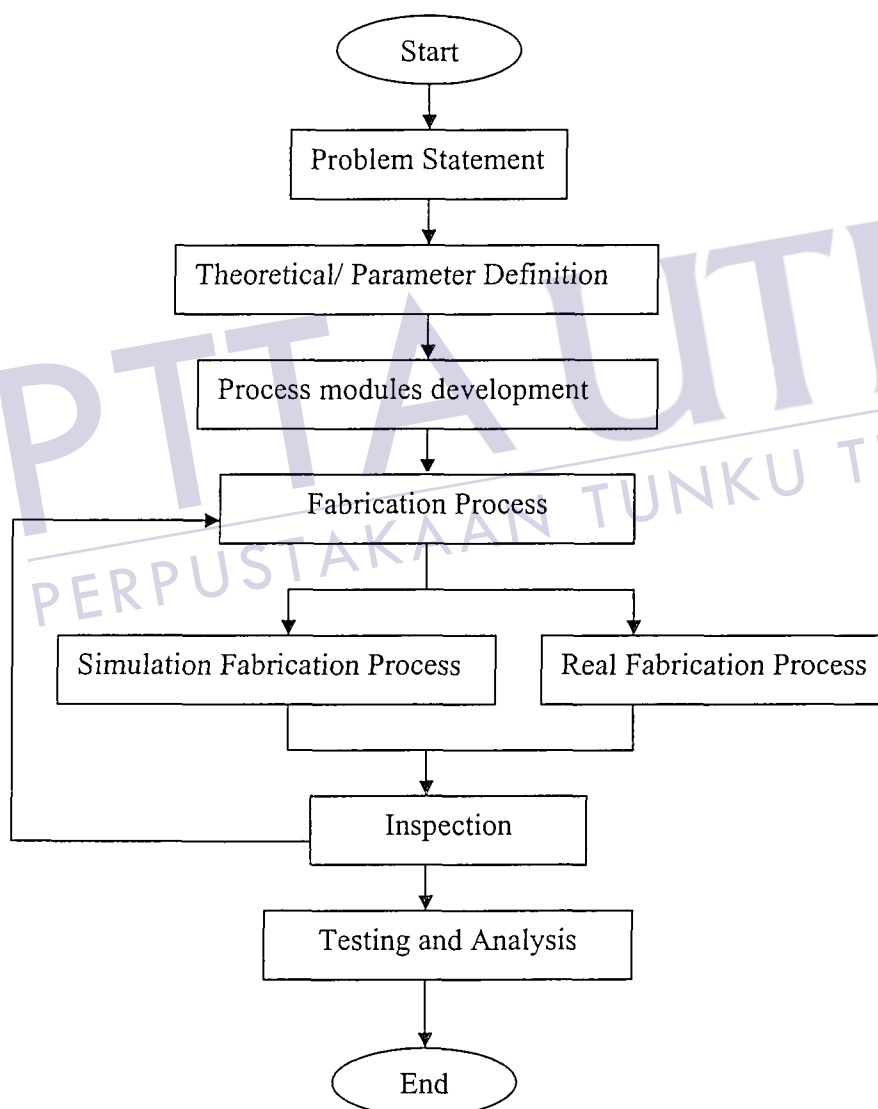 Start
Problem Statement
Theoretical/ Parameter Definition
Process modules development
Fabrication Process
Simulation Fabrication Process
Real Fabrication Process
Inspection
Testing and Analysis
End
PTTA
PERPUSTAKAAN TUNKU